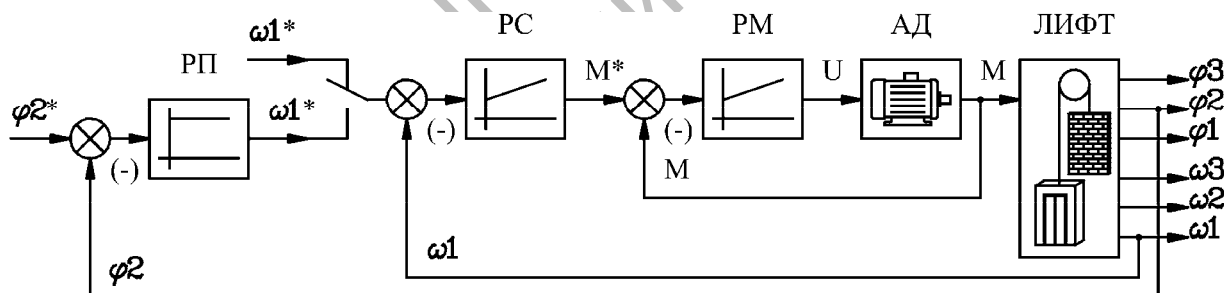 РП
ω1*
РС
РМ
АД
ЛИФТ
φ2*
(-)
ω1*
(-)
M*
(-)
U
M
φ3
φ2
φ1
ω3
ω2
ω1
M
ω1
φ2